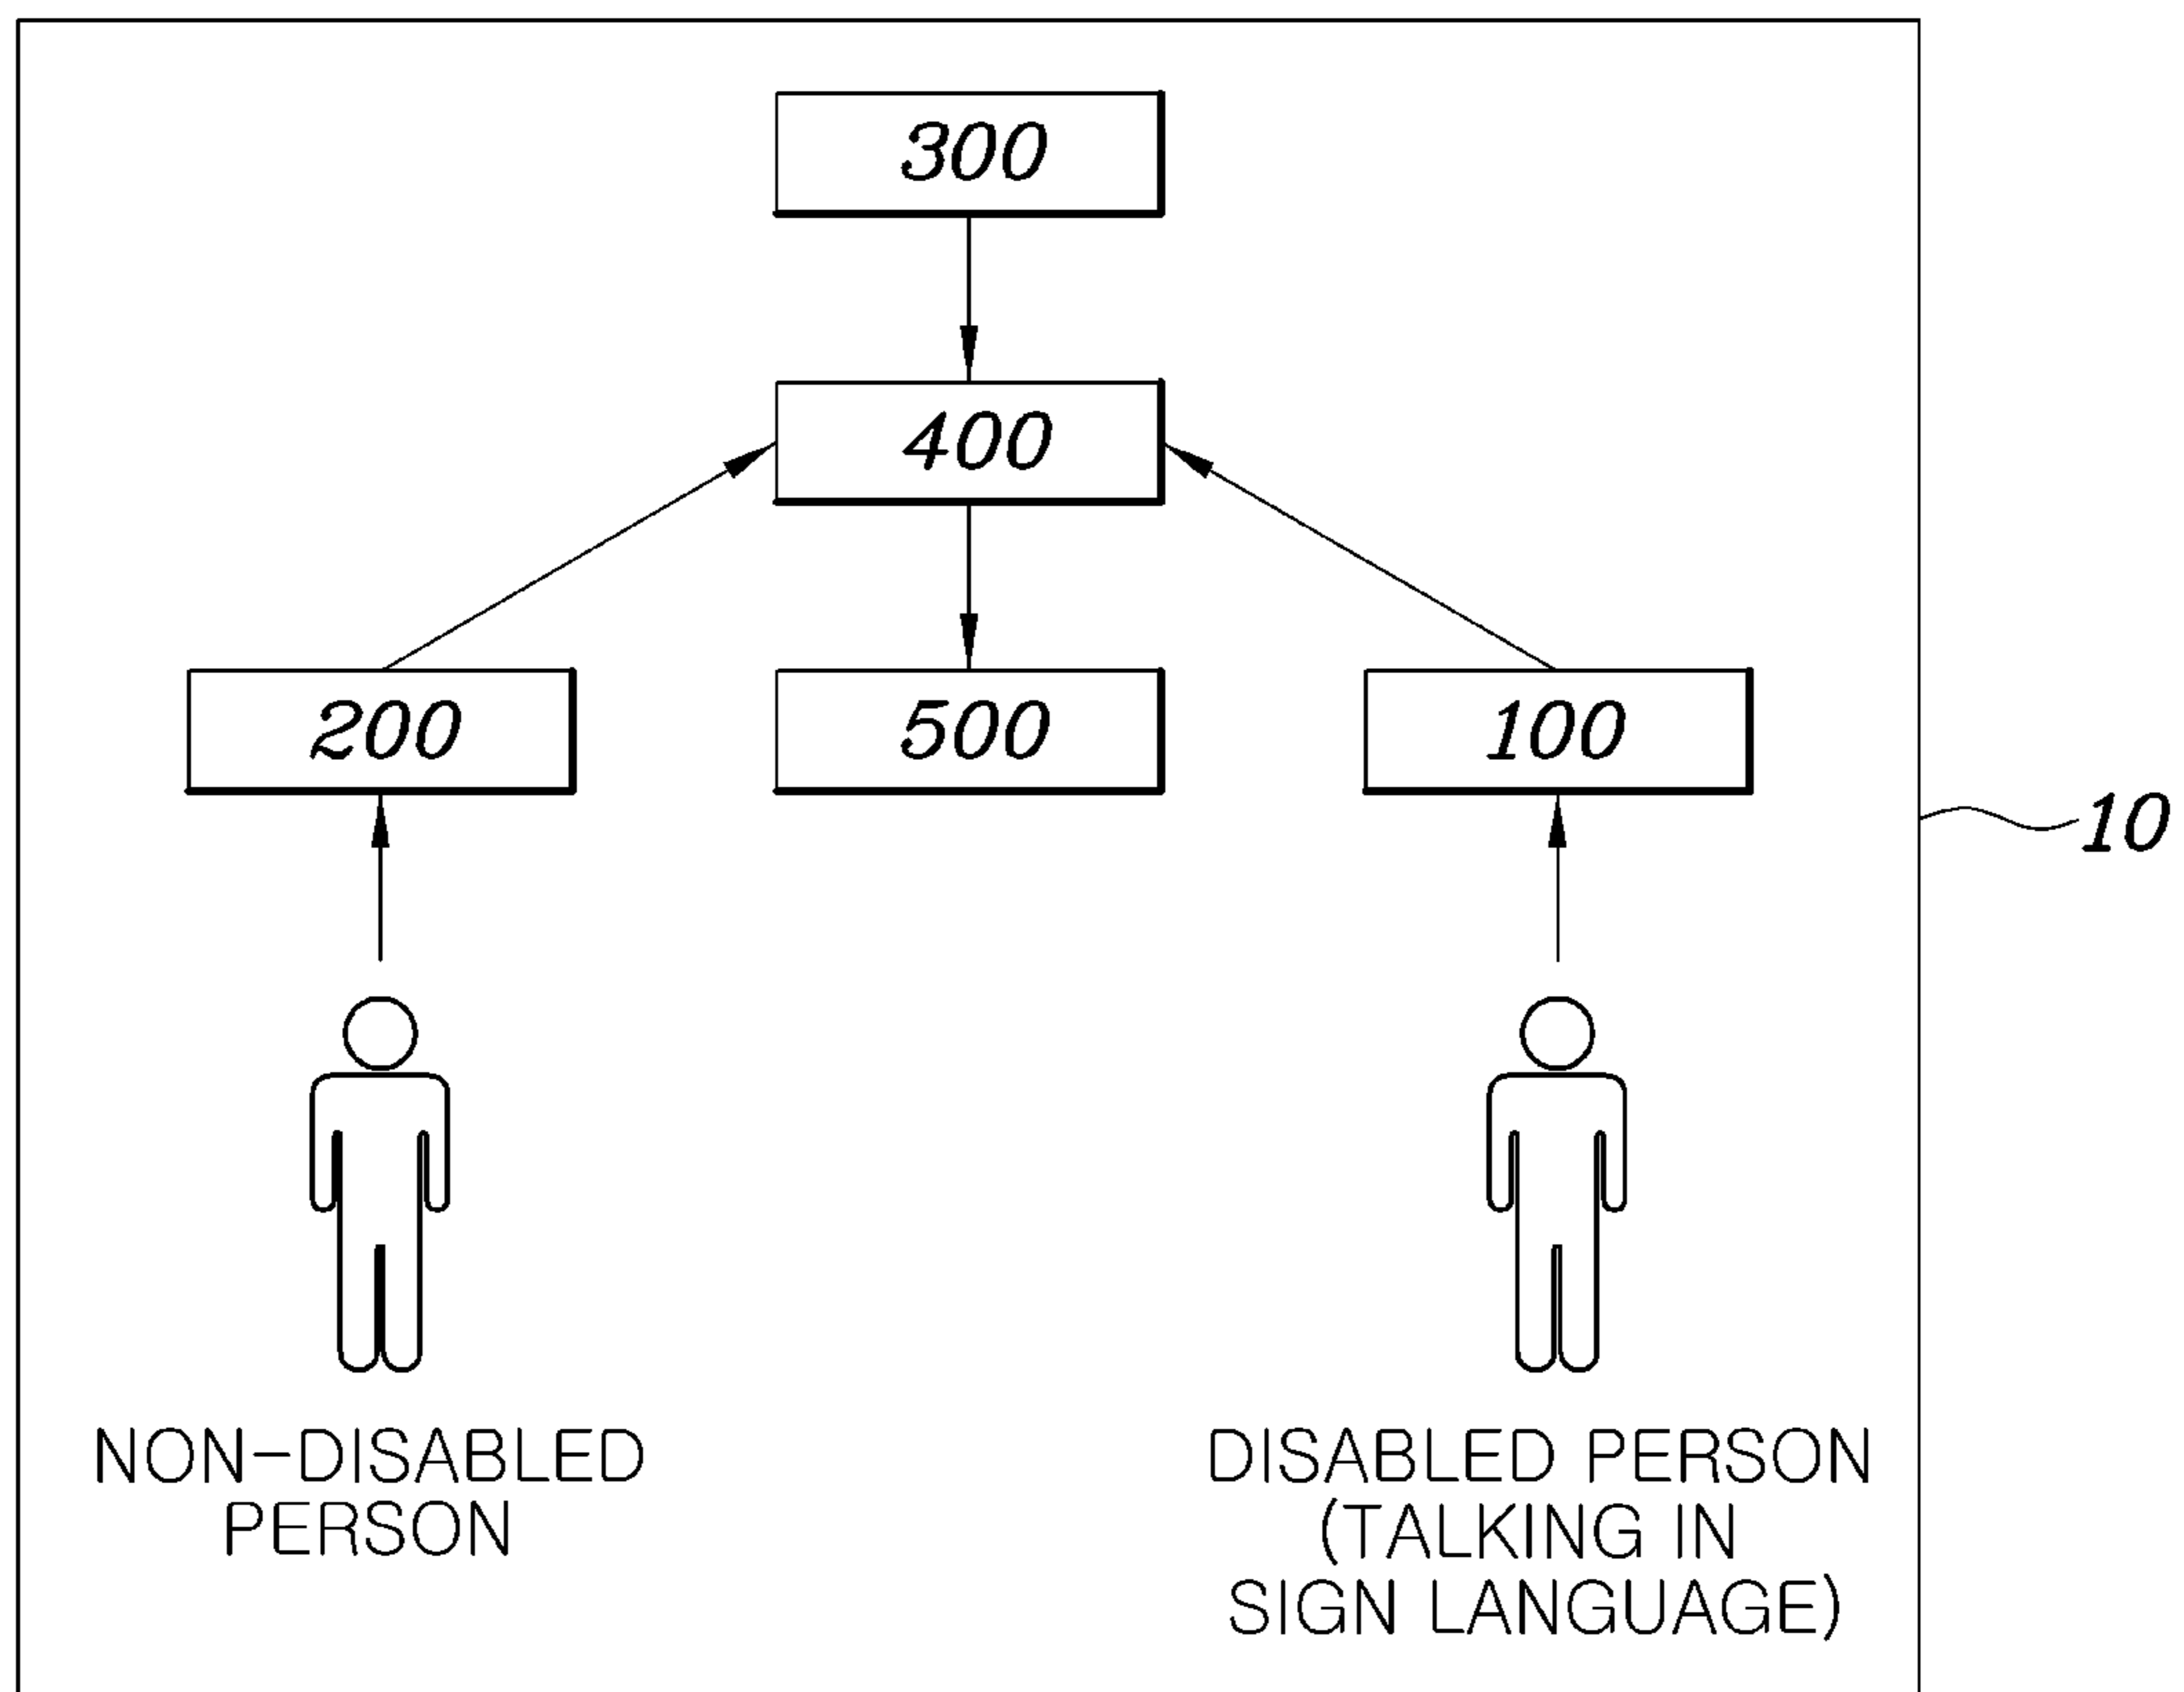 300
400
200
500
100
10
NON-DISABLED
PERSON
DISABLED PERSON
(TALKING IN
SIGN LANGUAGE)